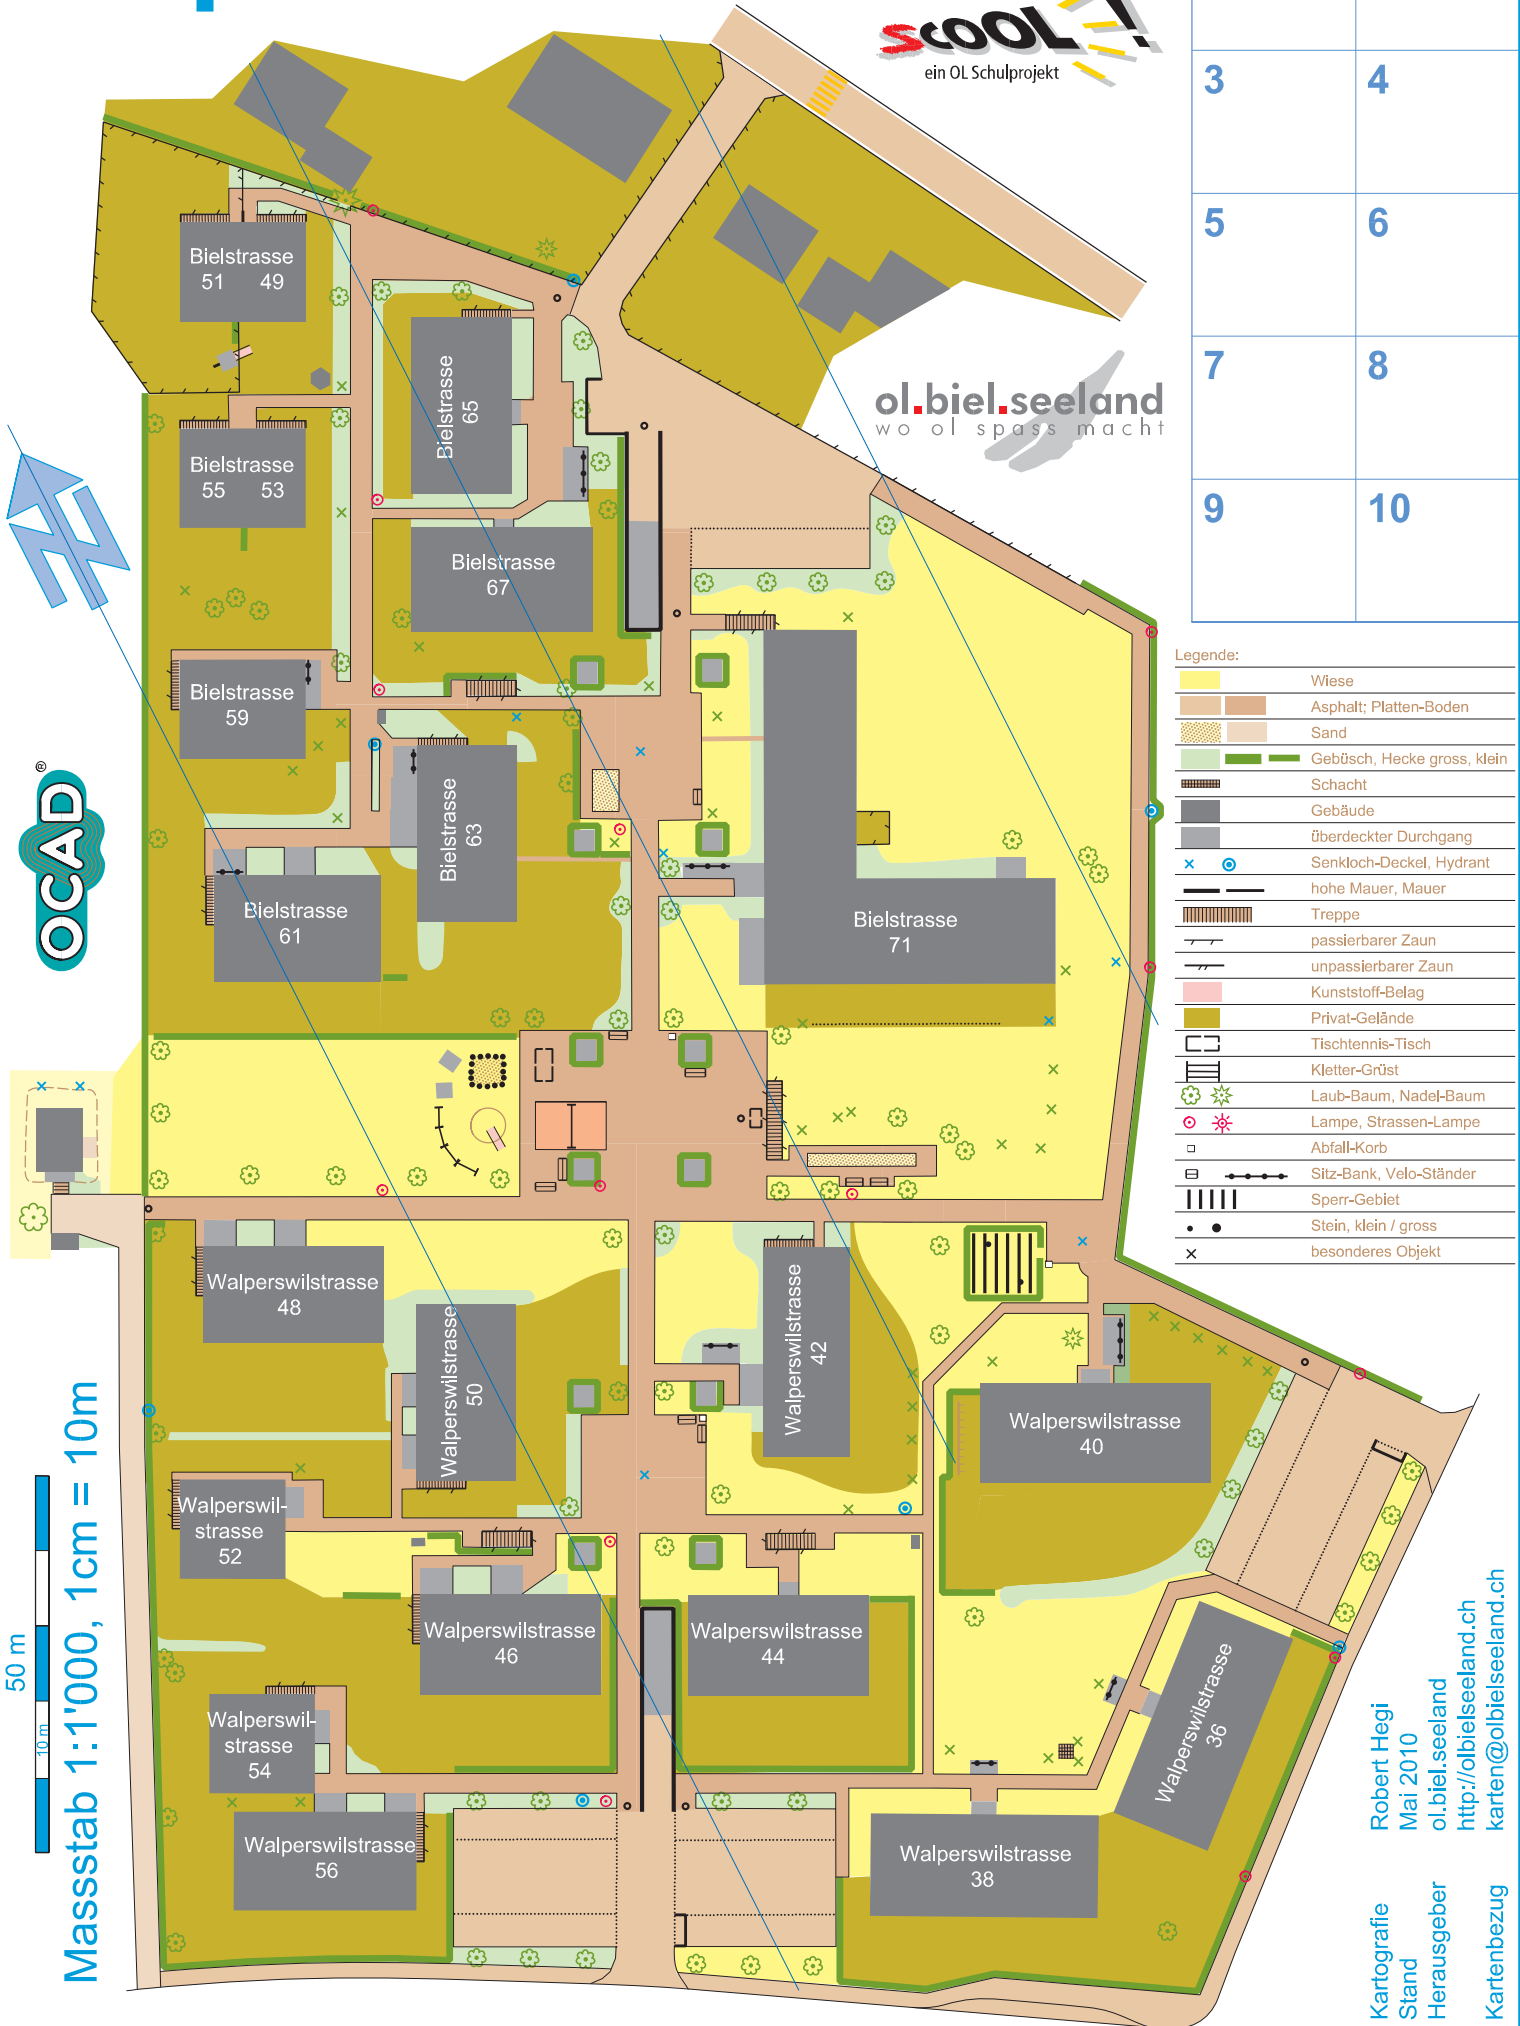 scool!
ein OL Schulprojekt
3
4
5
6
7
8
9
10
ol.biel.seeland
wo ol spass macht
Bielstrasse
51 49
Bielstrasse
65
Bielstrasse
55 53
Bielstrasse
67
Bielstrasse
59
Bielstrasse
63
Bielstrasse
61
Bielstrasse
71
OCAD
®
N
Legende:
Wiese
Asphalt; Platten-Boden
Sand
Gebüsch, Hecke gross, klein
Schacht
Gebäude
überdeckter Durchgang
Senkloch-Deckel, Hydrant
hohe Mauer, Mauer
Treppe
passierbarer Zaun
unpassierbarer Zaun
Kunststoff-Belag
Privat-Gelände
Tischtennis-Tisch
Kletter-Grüst
Laub-Baum, Nadel-Baum
Lampe, Strassen-Lampe
Abfall-Korb
Sitz-Bank, Velo-Ständer
Sperr-Gebiet
Stein, klein / gross
besonderes Objekt
Walperswilstrasse
48
Walperswilstrasse
50
Walperswilstrasse
42
Walperswilstrasse
40
Walperswil-
strasse
52
Walperswilstrasse
46
Walperswilstrasse
44
Walperswilstrasse
36
Walperswil-
strasse
54
Walperswilstrasse
56
Walperswilstrasse
38
50 m
10 m
Massstab 1:1'000, 1cm = 10m
Kartografie Robert Hegi
Stand Mai 2010
Herausgeber ol.biel.seeland
http://olbielseeland.ch
Kartenbezug karten@olbielseeland.ch